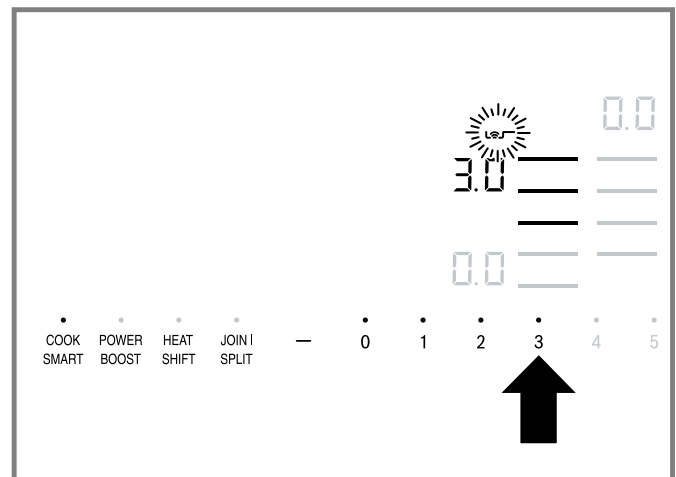 0.0
3.0
0.0
COOK SMART
POWER BOOST
HEAT SHIFT
JOIN | SPLIT
— 0 1 2 3 4 5